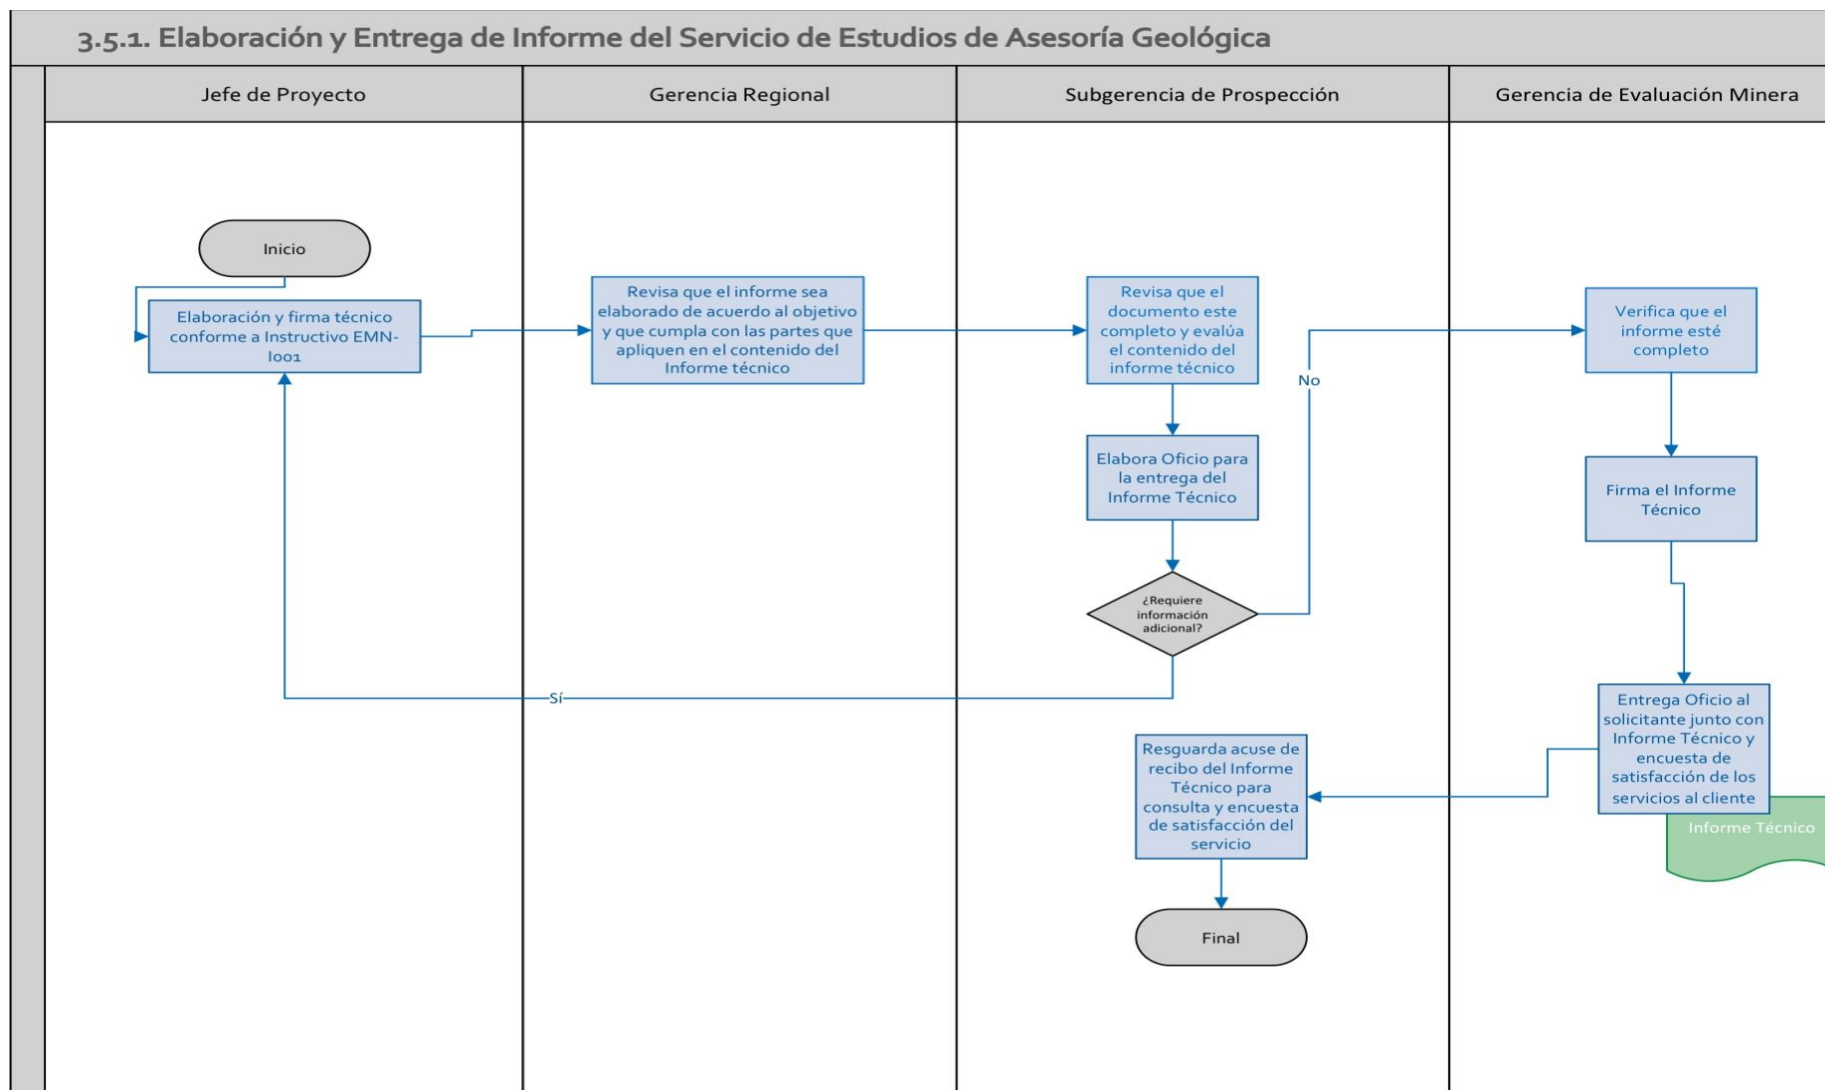 3.5.1. Elaboración y Entrega de Informe del Servicio de Estudios de Asesoría Geológica
Jefe de Proyecto
Gerencia Regional
Subgerencia de Prospección
Gerencia de Evaluación Minera
Inicio
Elaboración y firma técnico
conforme a Instructivo EMN-
I001
Revisa que el informe sea
elaborado de acuerdo al objetivo
y que cumpla con las partes que
apliquen en el contenido del
Informe técnico
Revisa que el
documento este
completo y evalúa
el contenido del
informe técnico
Elabora Oficio para
la entrega del
Informe Técnico
¿Requiere
información
adicional?
No
Sí
Verifica que el
informe esté
completo
Firma el Informe
Técnico
Entrega Oficio al
solicitante junto con
Informe Técnico y
encuesta de
satisfacción de los
servicios al cliente
Informe Técnico
Resguarda acuse de
recibo del Informe
Técnico para
consulta y encuesta
de satisfacción del
servicio
Final